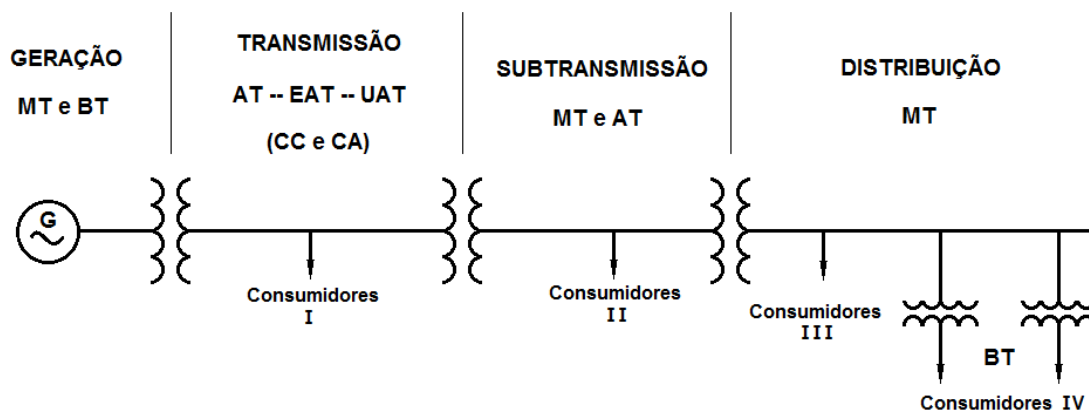 GERAÇÃO
MT e BT
TRANSMISSÃO
AT -- EAT -- UAT
(CC e CA)
SUBTRANSMISSÃO
MT e AT
DISTRIBUIÇÃO
MT
G
Consumidores
I
Consumidores
II
Consumidores
III
BT
Consumidores IV